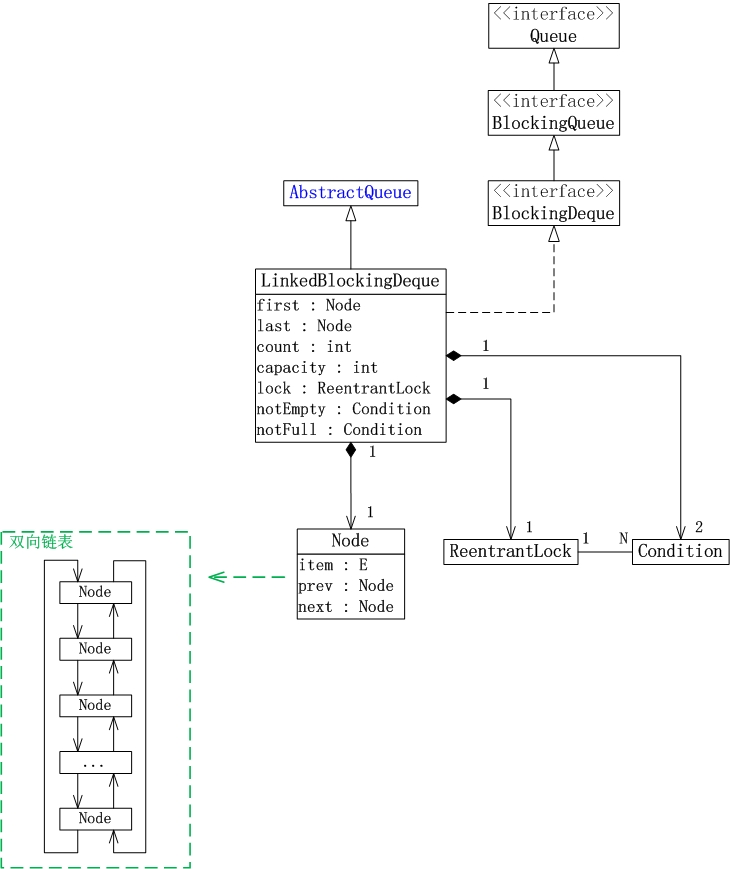 <<interface>>
Queue
<<interface>>
BlockingQueue
<<interface>>
BlockingDeque
AbstractQueue
LinkedBlockingDeque
first : Node
last : Node
count : int
capacity : int
lock : ReentrantLock
notEmpty : Condition
notFull : Condition
1
1
1
1
1
2
Node
item : E
prev : Node
next : Node
ReentrantLock
1
N
Condition
双向链表
Node
Node
Node
...
Node